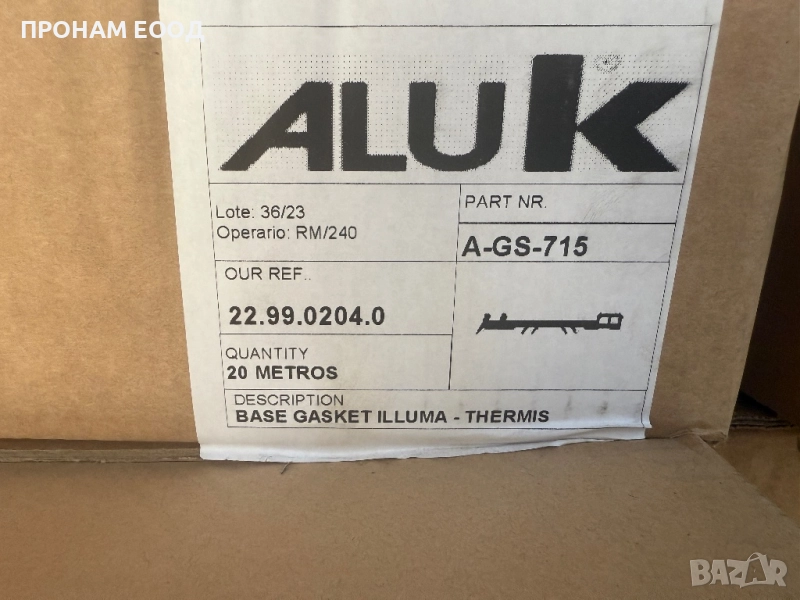 ПРОНАМ ЕООД
ALUK
Lote: 36/23
Operario: RM/240
PART NR.
A-GS-715
OUR REF..
22.99.0204.0
QUANTITY
20 METROS
DESCRIPTION
BASE GASKET ILLUMA - THERMIS
BAZAR